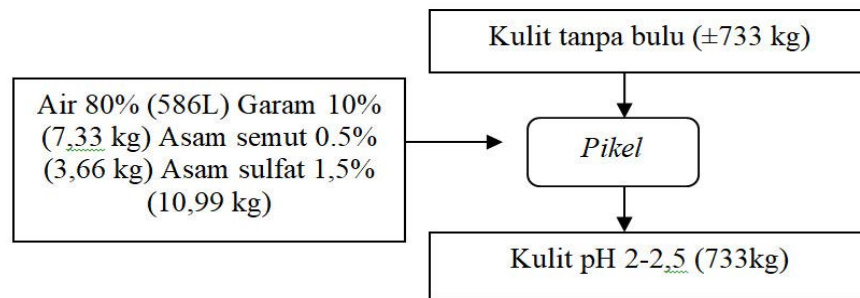 Kulit tanpa bulu (±733 kg)
Air 80% (586L) Garam 10%
(7,33 kg) Asam semut 0.5%
(3,66 kg) Asam sulfat 1,5%
(10,99 kg)
Pikel
Kulit pH 2-2,5 (733kg)